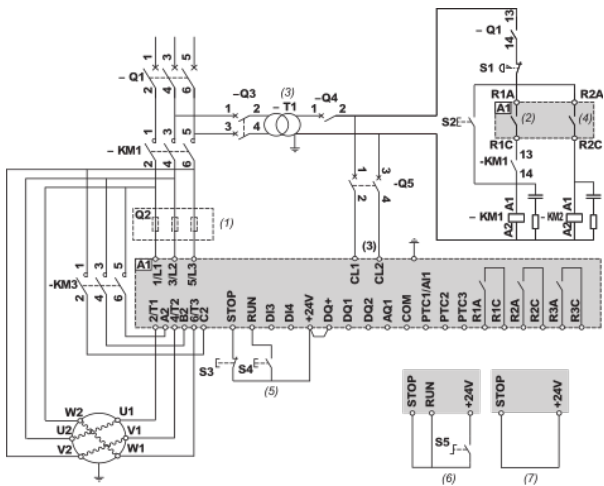 13
– Q1
14
1 3 5
– Q1
2 4 6
–Q3
(3)
– T1
–Q4
1 2
3 4
1 2
S1
R1A
R2A
S2
A1
(2)
(4)
R1C
R2C
1 3 5
– KM1
2 4 6
1 3
–Q5
2 4
-KM1
13
14
A1
A1
– KM1
– KM2
A2
A2
Q2
(1)
(3)
A1
1/L1
3/L2
5/L3
CL1
CL2
1 3 5
-KM3
2 4 6
2/T1
A2
4/T2
B2
6/T3
C2
STOP
RUN
DI3
DI4
+24V
DQ+
DQ1
DQ2
AQ1
COM
PTC1/AI1
PTC2
PTC3
R1A
R1C
R2A
R2C
R3A
R3C
S3
S4
(5)
W2
U1
U2
V1
V2
W1
STOP
RUN
+24V
S5
(6)
STOP
+24V
(7)